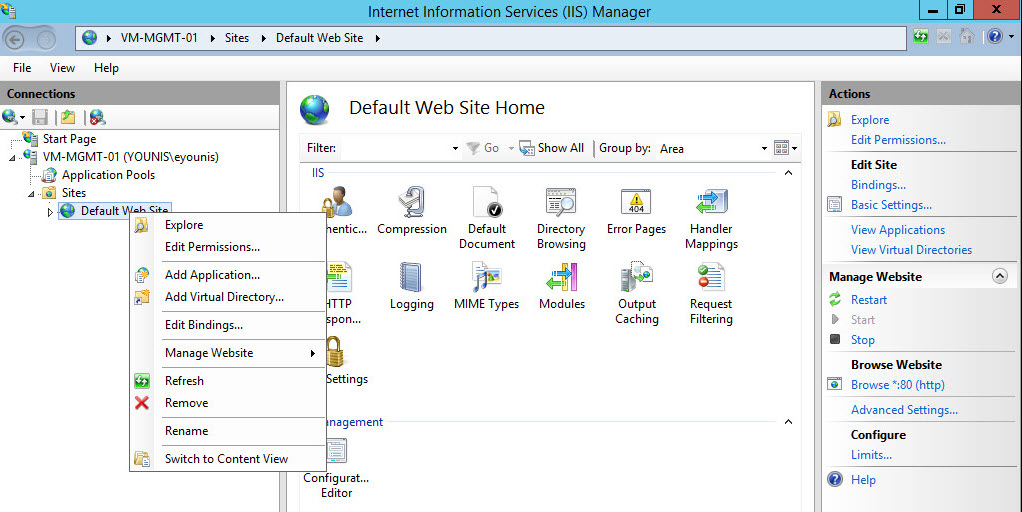 Internet Information Services (IIS) Manager
VM-MGMT-01 Sites Default Web Site
File View Help
Connections
Start Page
VM-MGMT-01 (YOUNIS\eyounis)
Application Pools
Sites
Default Web Site
Explore
Edit Permissions...
Add Application...
Add Virtual Directory...
Edit Bindings...
Manage Website
Refresh
Remove
Rename
Switch to Content View
Default Web Site Home
Filter: Go Show All Group by: Area
IIS
thentic... Compression Default Document Directory Browsing Error Pages 404 Handler Mappings
HTTP
spon... Logging MIME Types Modules Output Caching Request Filtering
Settings
anagement
Configurat...
Editor
Actions
Explore
Edit Permissions...
Edit Site
Bindings...
Basic Settings...
View Applications
View Virtual Directories
Manage Website
Restart
Start
Stop
Browse Website
Browse *:80 (http)
Advanced Settings...
Configure
Limits...
Help